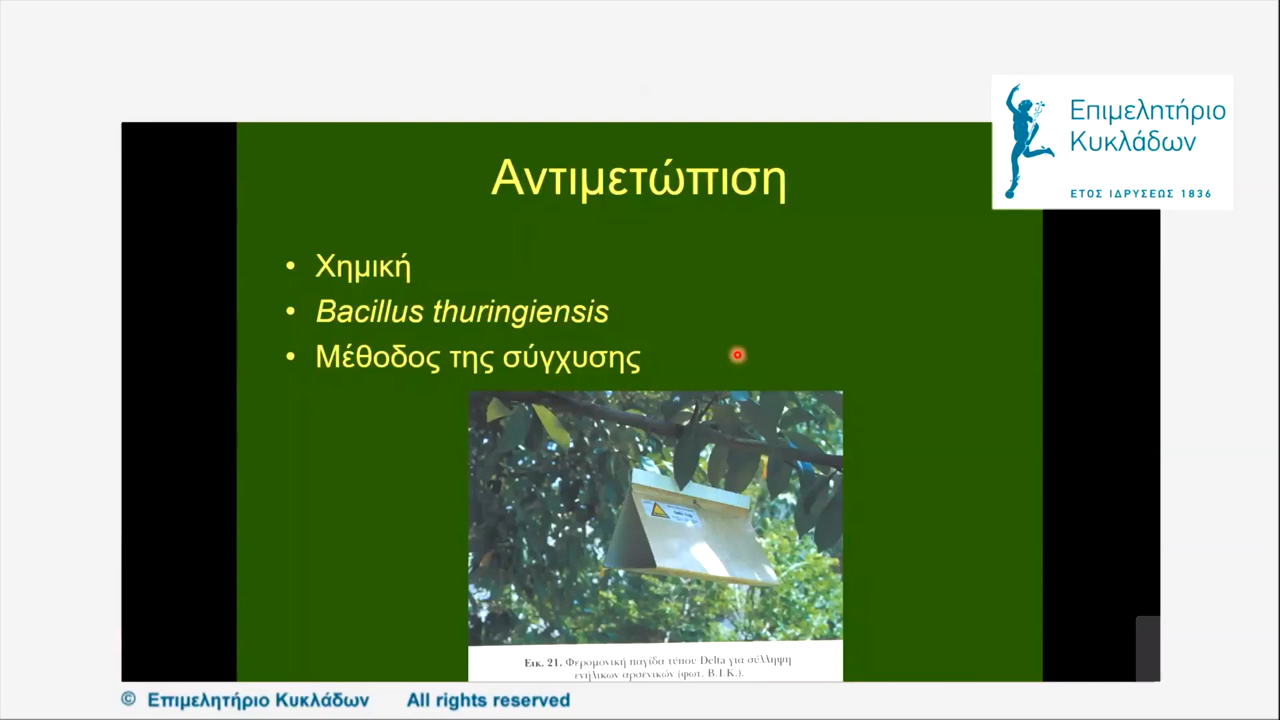 Επιμελητήριο
Κυκλάδων
ΕΤΟΣ ΙΔΡΥΣΕΩΣ 1836
Αντιμετώπιση
• Χημική
• Bacillus thuringiensis
• Μέθοδος της σύγχυσης
Εικ. 21. Φερομονική παγίδα τύπου Delta για σύλληψη
ενήλικων αρσενικών (φωτ. Β.Ι.Κ.).
© Επιμελητήριο Κυκλάδων All rights reserved